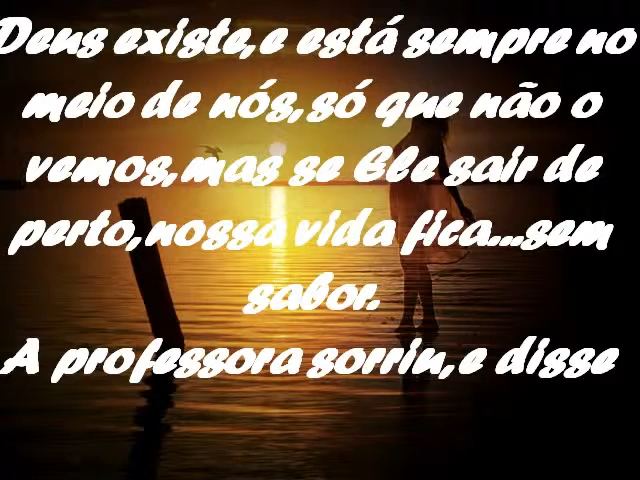 Deus existe,e está sempre no
meio de nós,só que não o
vemos,mas se Ele sair de
perto,nossa vida fica...sem
sabor.
A professora sorriu,e disse